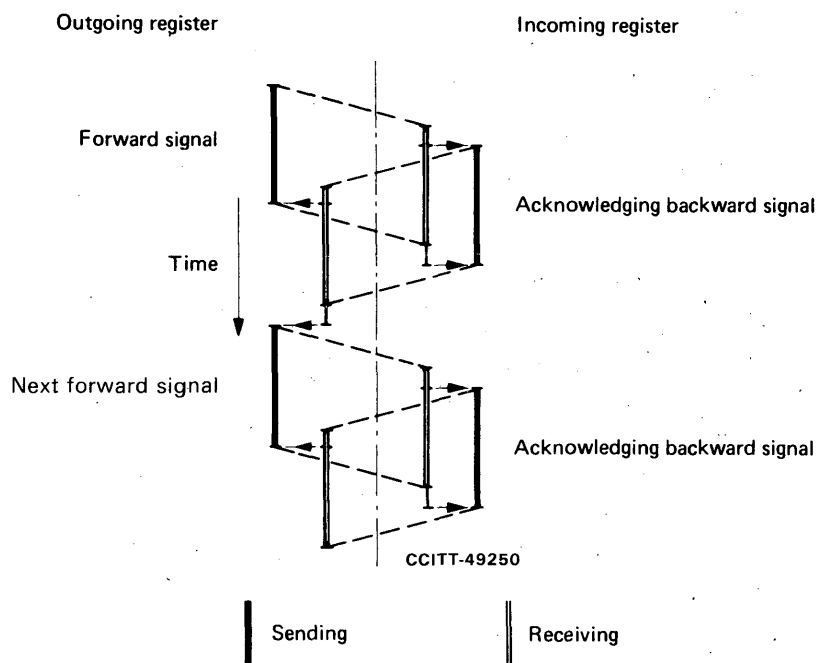 Outgoing register
Incoming register
Forward signal
Acknowledging backward signal
Time
Next forward signal
Acknowledging backward signal
CCITT-49250
Sending
Receiving